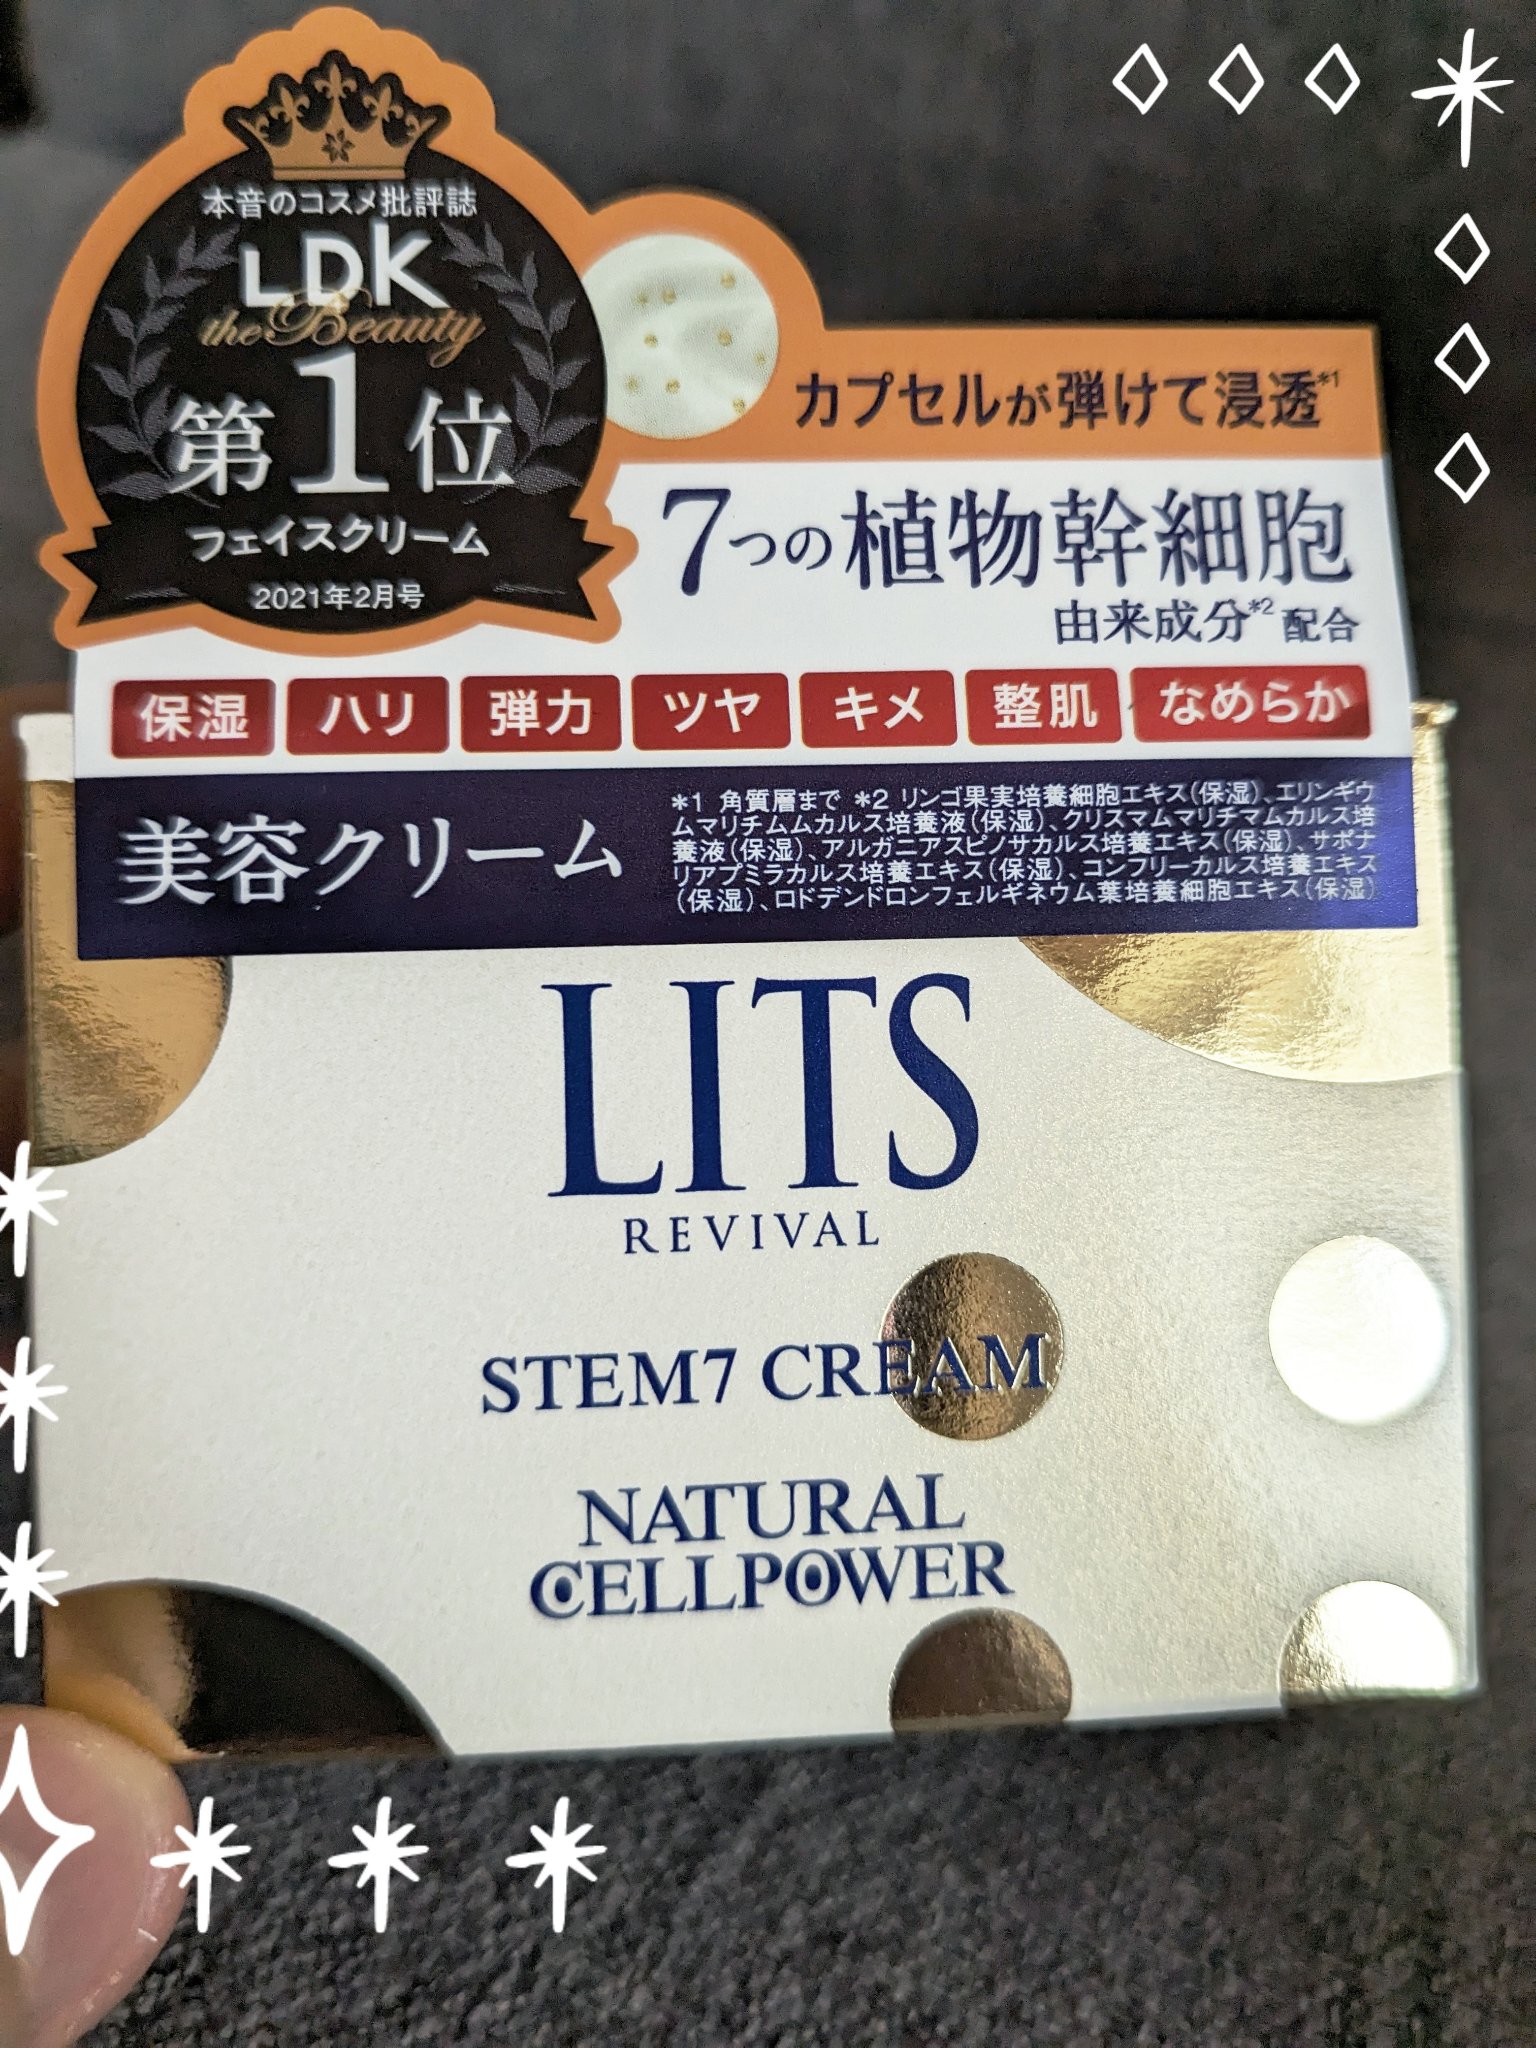 本音のコスメ批評誌
LDK
the Beauty
第1位
フェイスクリーム
2021年2月号
カプセルが弾けて浸透*1
7つの植物幹細胞
由来成分*2配合
保湿 ハリ 弾力 ツヤ キメ 整肌 なめらか
美容クリーム
*1 角質層まで *2 リンゴ果実培養細胞エキス(保湿)、エリンギウ
ムマリチムムカルス培養液(保湿)、クリスマムマリチマムカルス培
養液(保湿)、アルガニアスピノサカルス培養エキス(保湿)、サポナ
リアプミラカルス培養エキス(保湿)、コンフリーカルス培養エキス
(保湿)、ロドデンドロンフェルギネウム葉培養細胞エキス(保湿)
LITS
REVIVAL
STEM7 CREAM
NATURAL
CELLPOWER